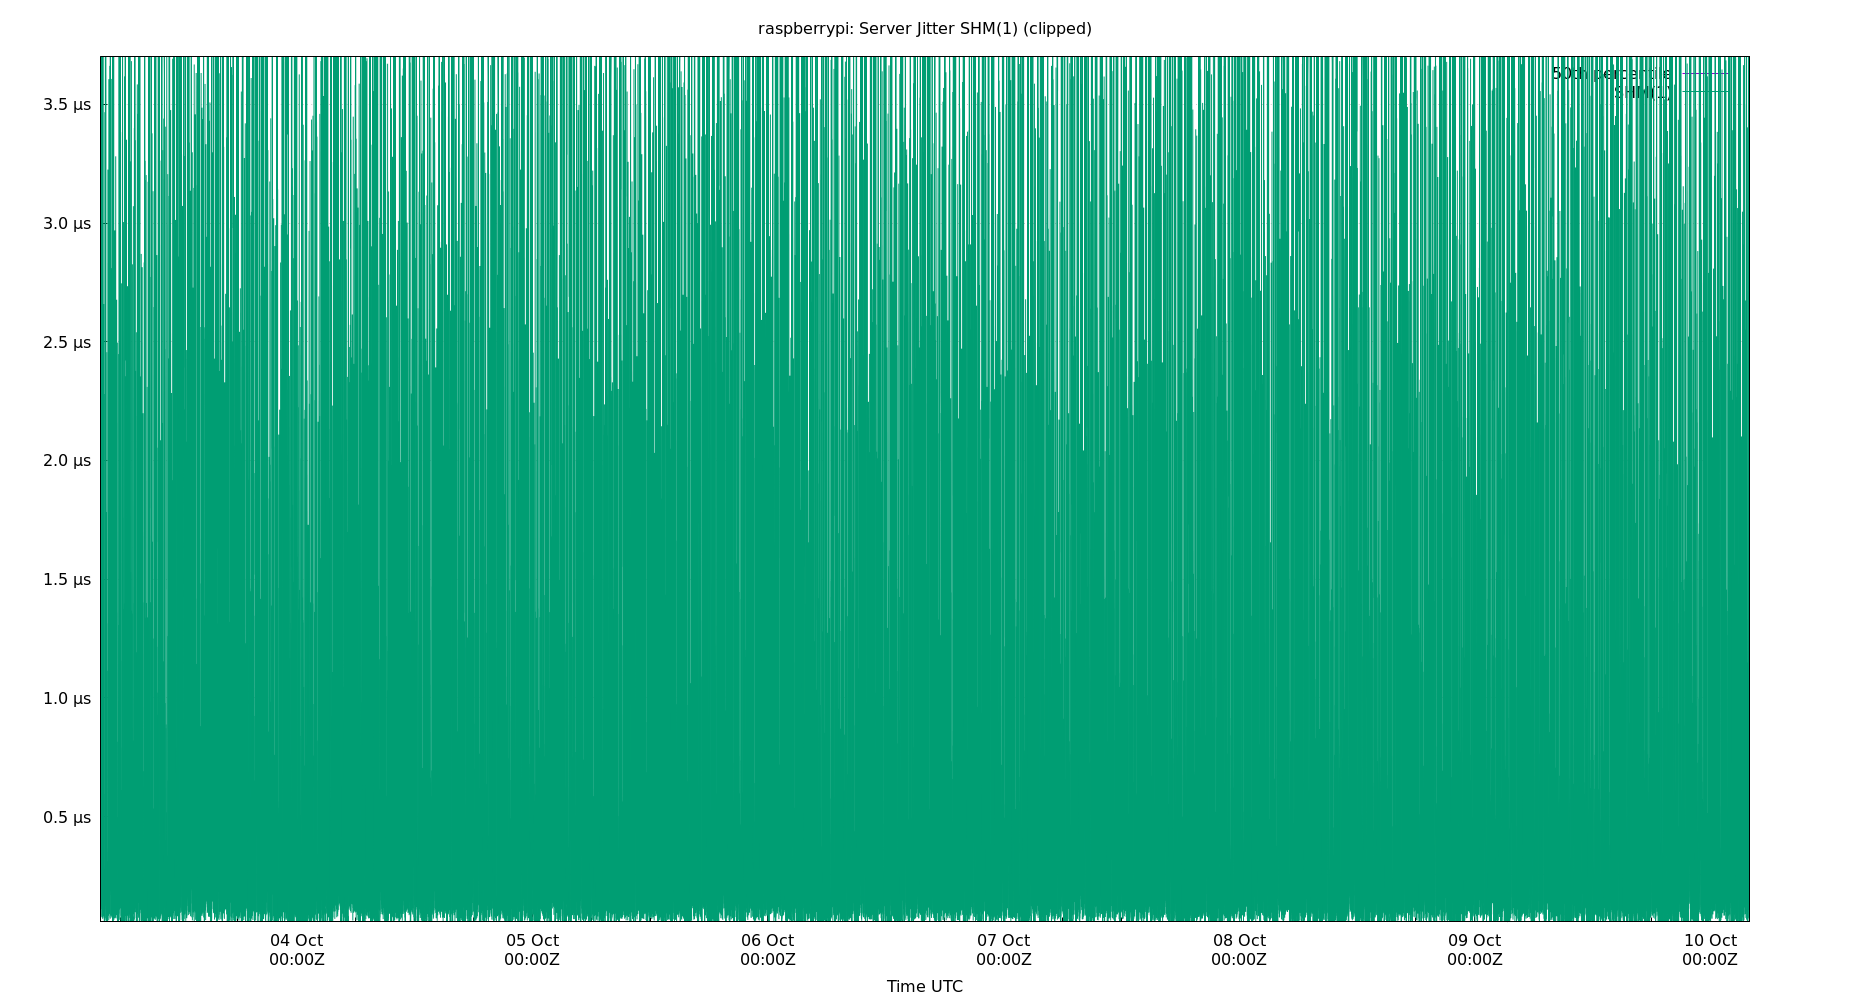 raspberrypi: Server Jitter SHM(1) (clipped)
50th percentile
SHM(1)
3.5 µs
3.0 µs
2.5 µs
2.0 µs
1.5 µs
1.0 µs
0.5 µs
04 Oct 05 Oct 06 Oct 07 Oct 08 Oct 09 Oct 10 Oct
00:00Z 00:00Z 00:00Z 00:00Z 00:00Z 00:00Z 00:00Z
Time UTC